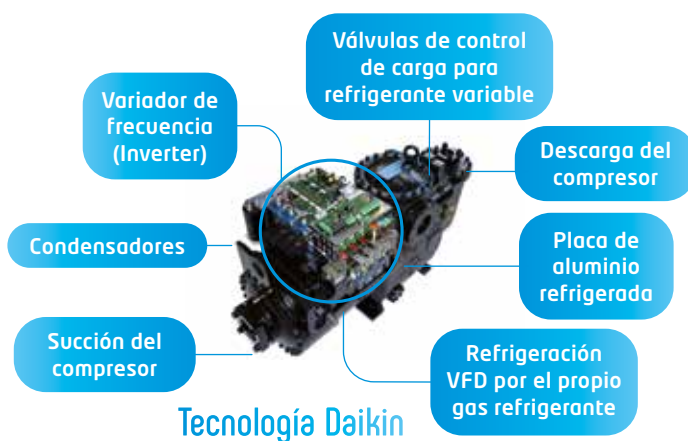 Válvulas de control
de carga para
refrigerante variable
Variador de
frecuencia
(Inverter)
Descarga del
compresor
Condensadores
Placa de
aluminio
refrigerada
Succión del
compresor
Refrigeración
VFD por el propio
gas refrigerante
Tecnología Daikin